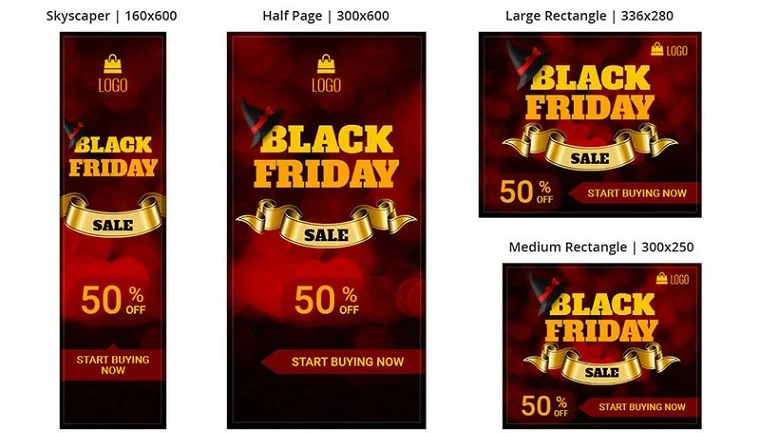 Skyscaper | 160x600
LOGO
BLACK
FRIDAY
SALE
50 %
OFF
START BUYING
NOW
Half Page | 300x600
LOGO
BLACK
FRIDAY
SALE
50 %
OFF
START BUYING NOW
Large Rectangle | 336x280
LOGO
BLACK
FRIDAY
SALE
50 %
OFF
START BUYING NOW
Medium Rectangle | 300x250
LOGO
BLACK
FRIDAY
SALE
50 %
OFF
START BUYING NOW